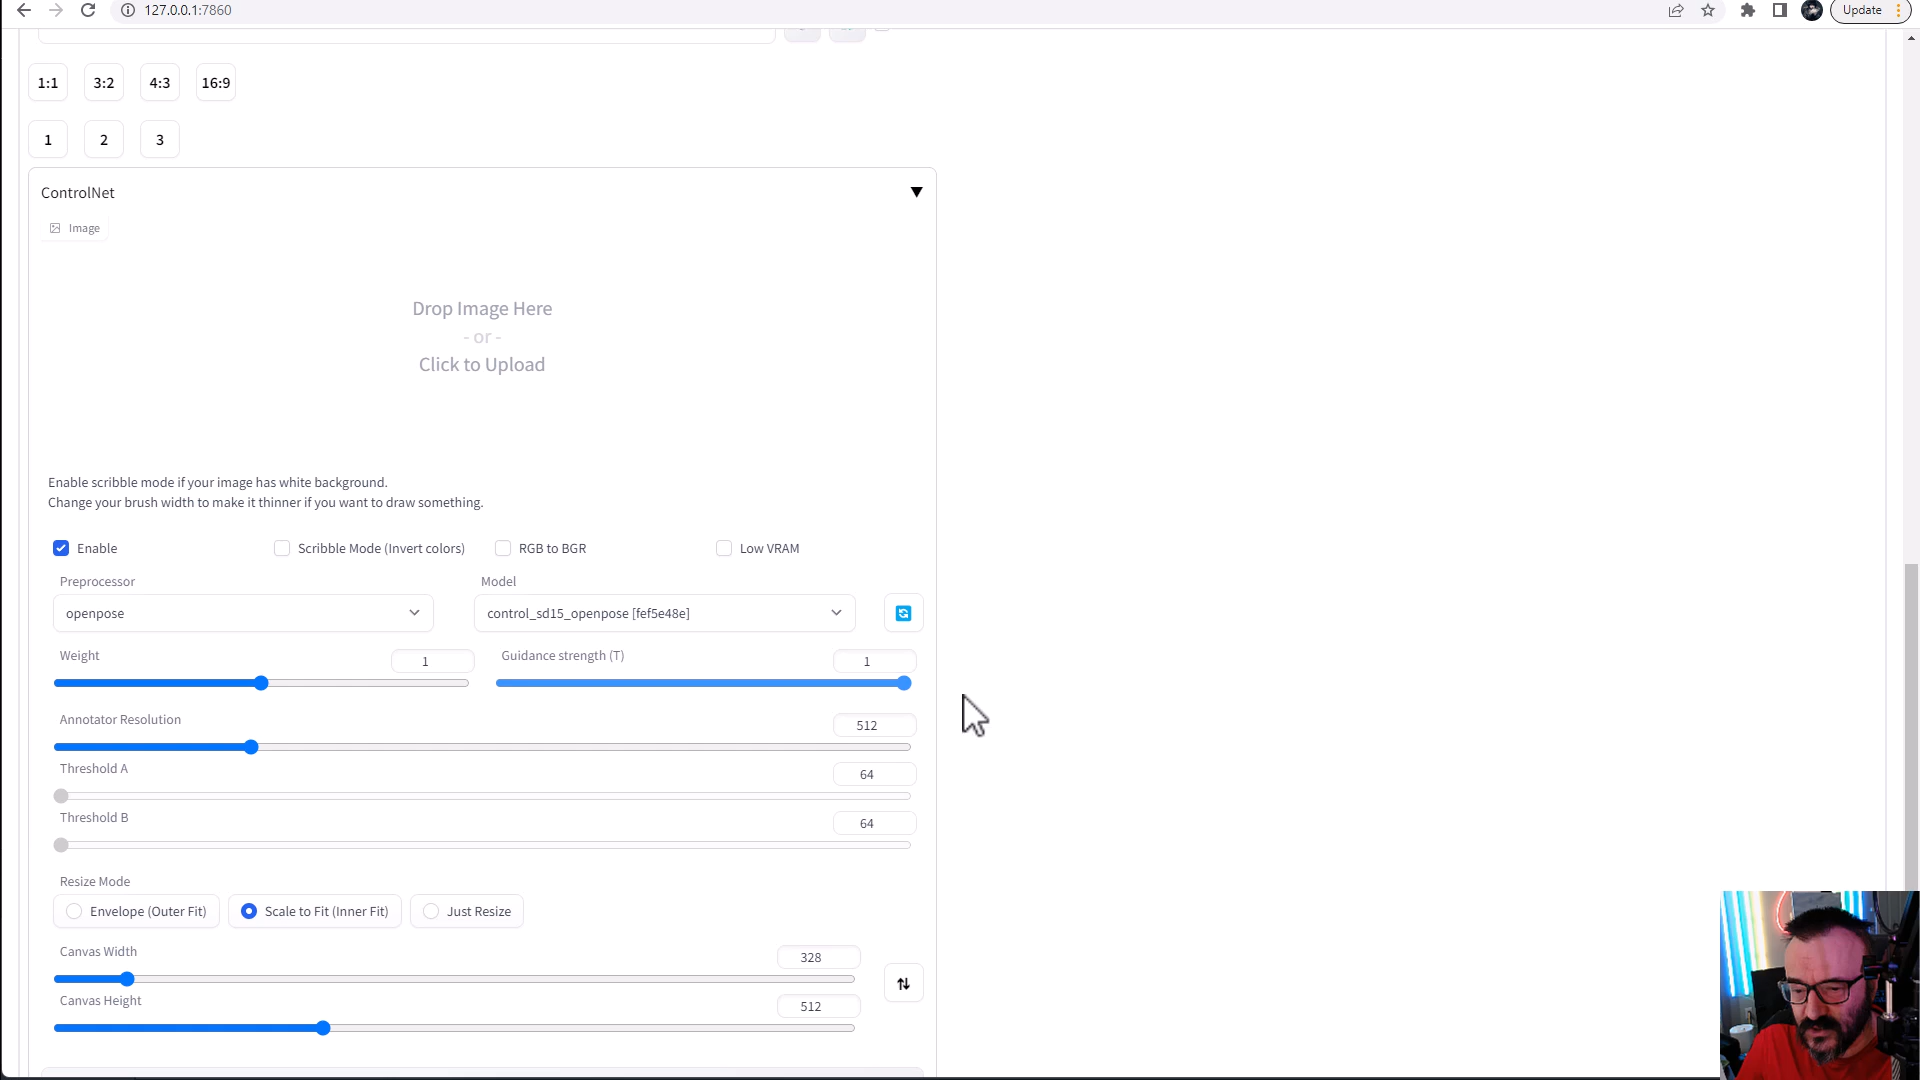 127.0.0.1:7860
Update
1:1 3:2 4:3 16:9
1 2 3
ControlNet
Image
Drop Image Here
- or -
Click to Upload
Enable scribble mode if your image has white background.
Change your brush width to make it thinner if you want to draw something.
Enable Scribble Mode (Invert colors) RGB to BGR Low VRAM
Preprocessor Model
openpose control_sd15_openpose [fef5e48e]
Weight 1 Guidance strength (T) 1
Annotator Resolution 512
Threshold A 64
Threshold B 64
Resize Mode
Envelope (Outer Fit) Scale to Fit (Inner Fit) Just Resize
Canvas Width 328
Canvas Height 512